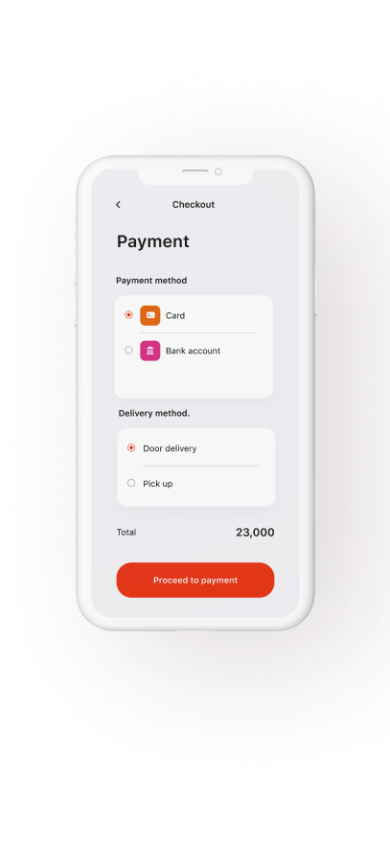 Checkout
Payment
Payment method
Card
Bank account
Delivery method.
Door delivery
Pick up
Total 23,000
Proceed to payment